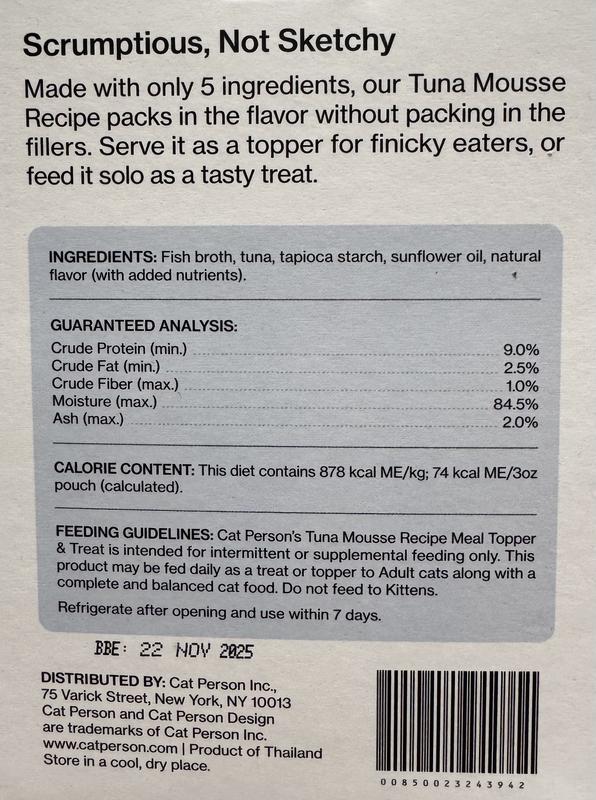 Scrumptious, Not Sketchy
Made with only 5 ingredients, our Tuna Mousse
Recipe packs in the flavor without packing in the
fillers. Serve it as a topper for finicky eaters, or
feed it solo as a tasty treat.
INGREDIENTS: Fish broth, tuna, tapioca starch, sunflower oil, natural
flavor (with added nutrients).
GUARANTEED ANALYSIS:
Crude Protein (min.) 9.0%
Crude Fat (min.) 2.5%
Crude Fiber (max.) 1.0%
Moisture (max.) 84.5%
Ash (max.) 2.0%
CALORIE CONTENT: This diet contains 878 kcal ME/kg; 74 kcal ME/3oz
pouch (calculated).
FEEDING GUIDELINES: Cat Person's Tuna Mousse Recipe Meal Topper
& Treat is intended for intermittent or supplemental feeding only. This
product may be fed daily as a treat or topper to Adult cats along with a
complete and balanced cat food. Do not feed to Kittens.
Refrigerate after opening and use within 7 days.
BBE: 22 NOV 2025
DISTRIBUTED BY: Cat Person Inc.,
75 Varick Street, New York, NY 10013
Cat Person and Cat Person Design
are trademarks of Cat Person Inc.
www.catperson.com | Product of Thailand
Store in a cool, dry place.
00850023243942